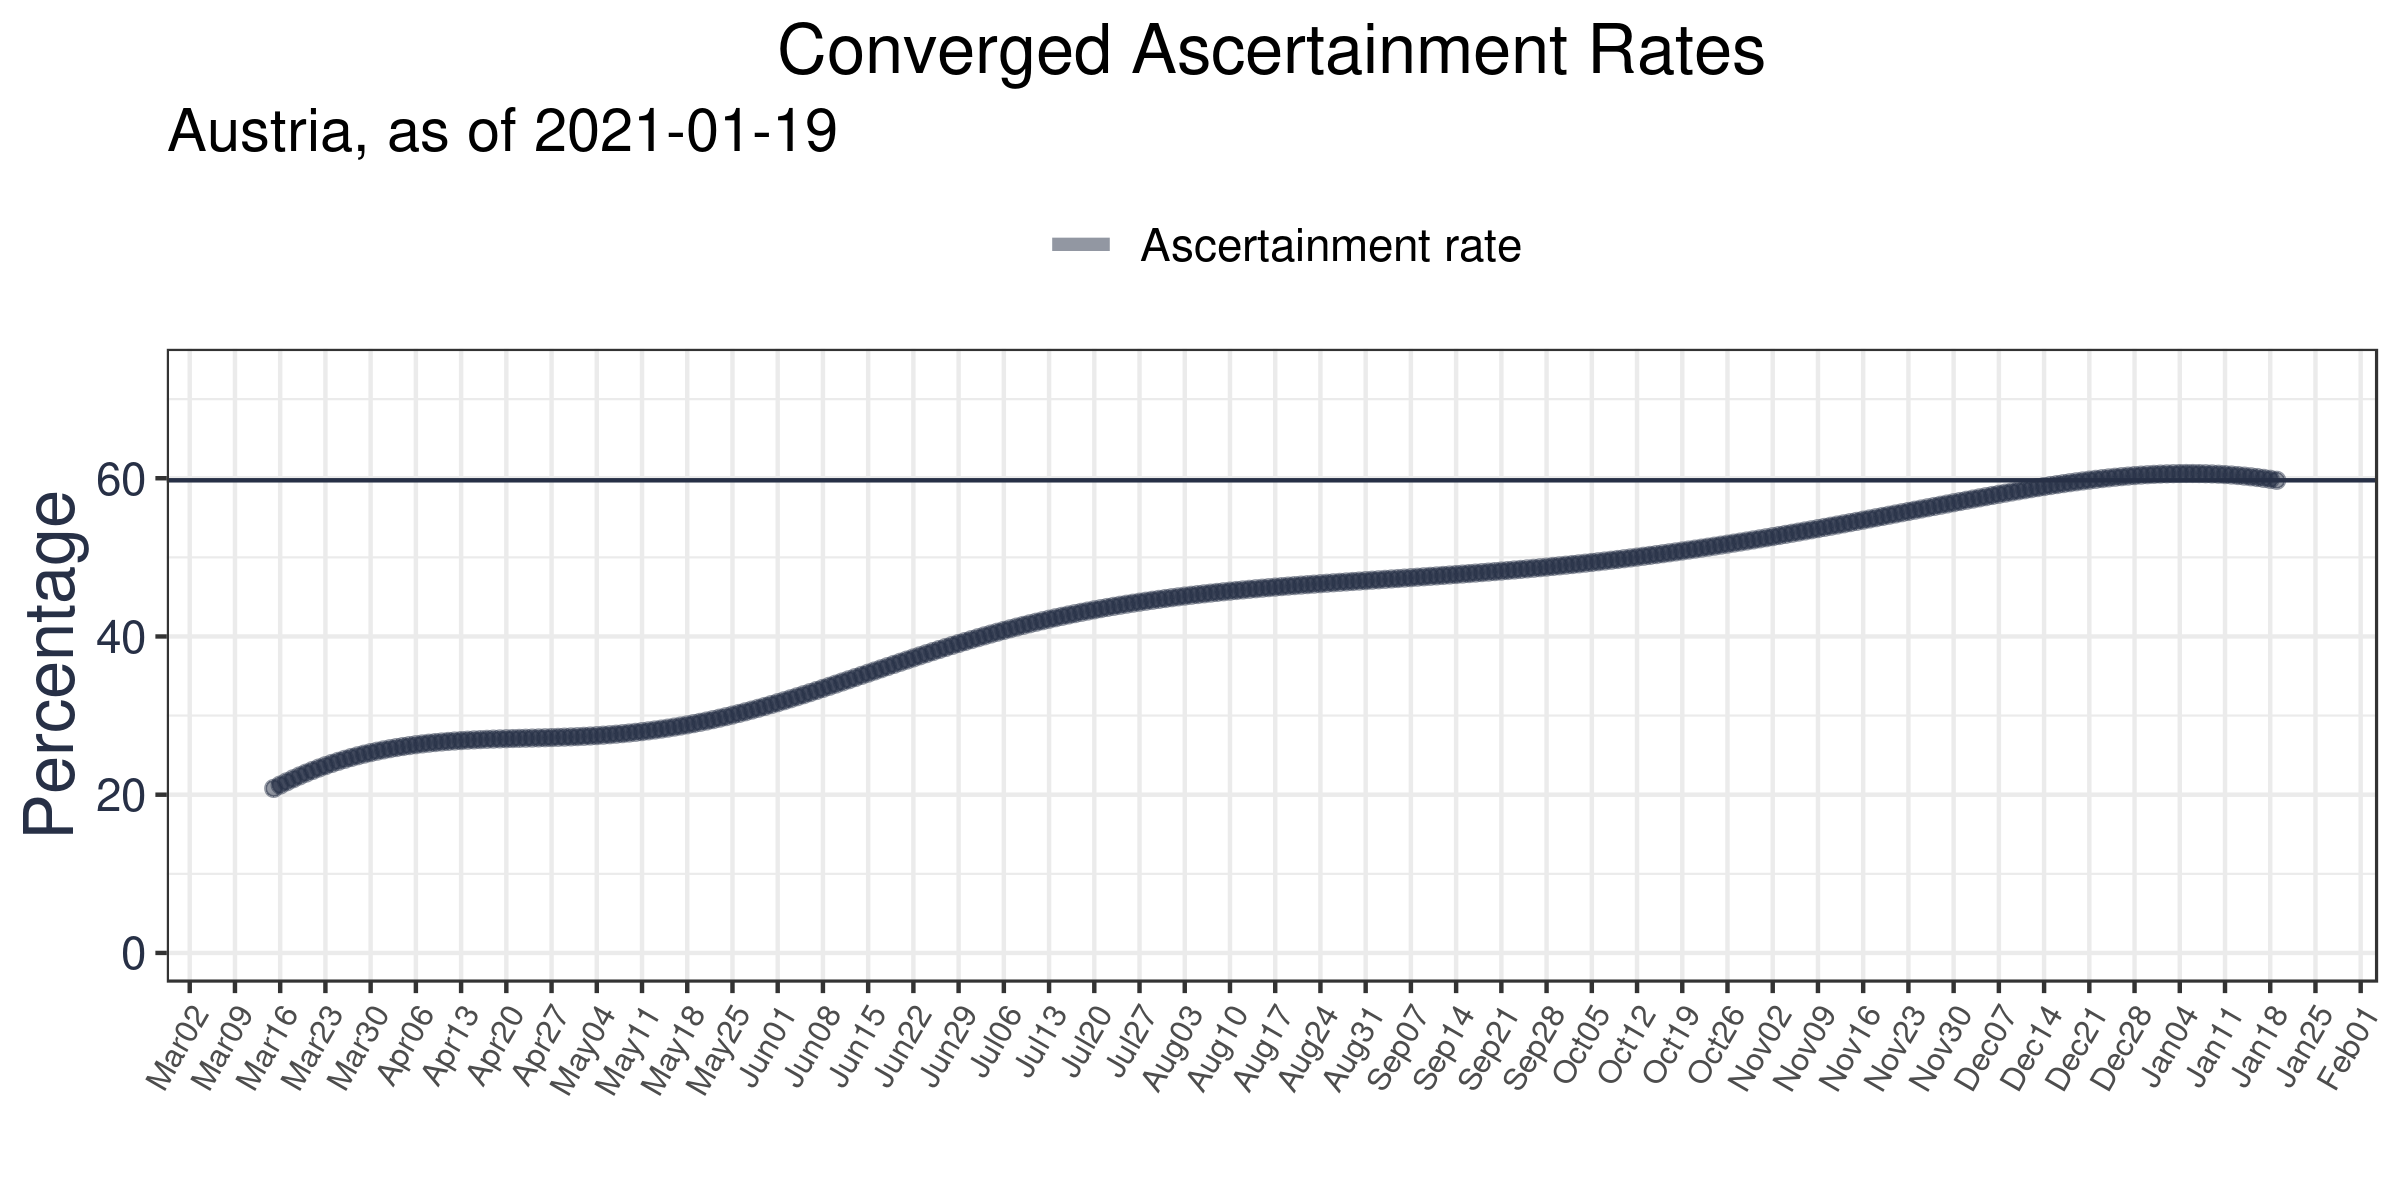 Converged Ascertainment Rates
Austria, as of 2021-01-19
Ascertainment rate
Percentage
60
40
20
0
Mar02 Mar09 Mar16 Mar23 Mar30 Apr06 Apr13 Apr20 Apr27 May04 May11 May18 May25 Jun01 Jun08 Jun15 Jun22 Jun29 Jul06 Jul13 Jul20 Jul27 Aug03 Aug10 Aug17 Aug24 Aug31 Sep07 Sep14 Sep21 Sep28 Oct05 Oct12 Oct19 Oct26 Nov02 Nov09 Nov16 Nov23 Nov30 Dec07 Dec14 Dec21 Dec28 Jan04 Jan11 Jan18 Jan25 Feb01